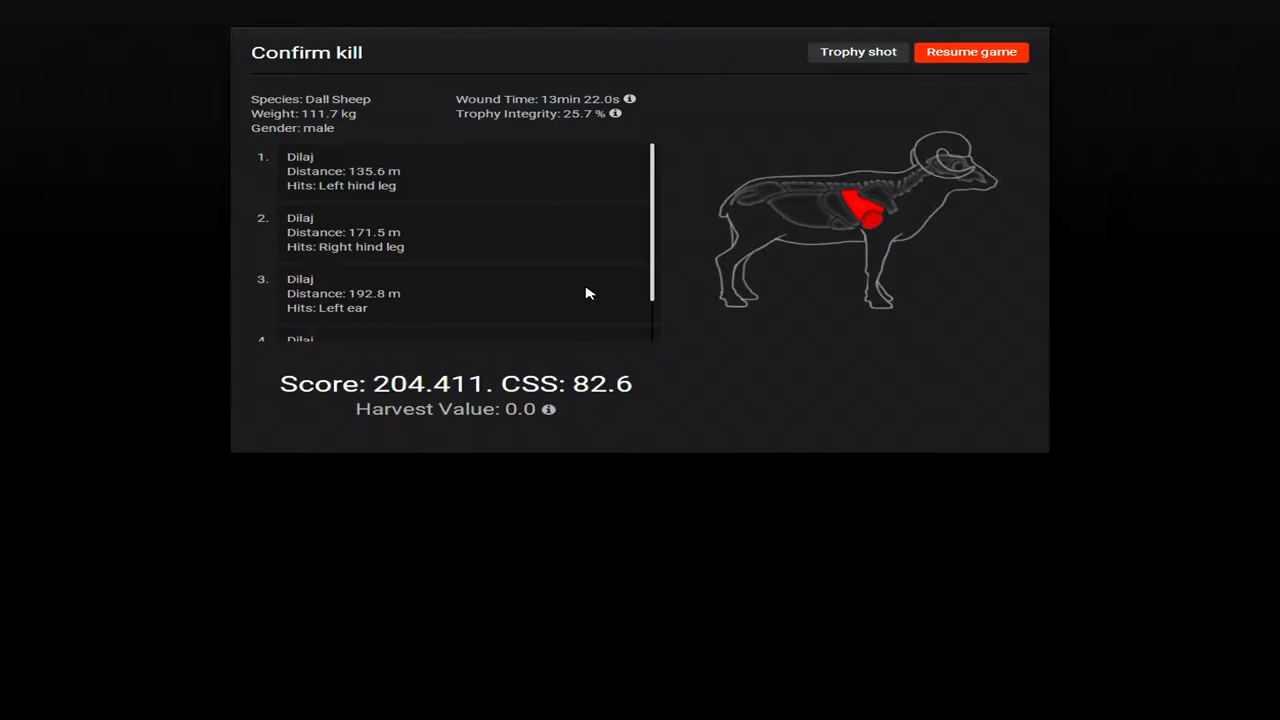 Confirm kill
Trophy shot
Resume game
Species: Dall Sheep
Weight: 111.7 kg
Gender: male
Wound Time: 13min 22.0s
Trophy Integrity: 25.7 %
1.
Dilaj
Distance: 135.6 m
Hits: Left hind leg
2.
Dilaj
Distance: 171.5 m
Hits: Right hind leg
3.
Dilaj
Distance: 192.8 m
Hits: Left ear
4.
Dilaj
Score: 204.411. CSS: 82.6
Harvest Value: 0.0